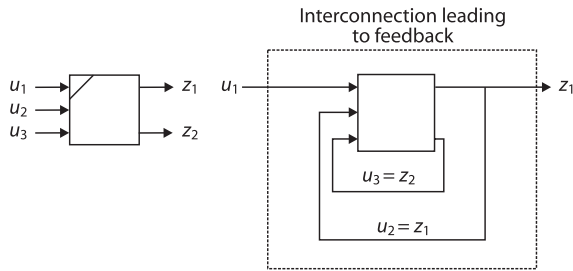 Interconnection leading
to feedback
u₁
u₂
u₃
z₁
z₂
u₁
z₁
u₃ = z₂
u₂ = z₁